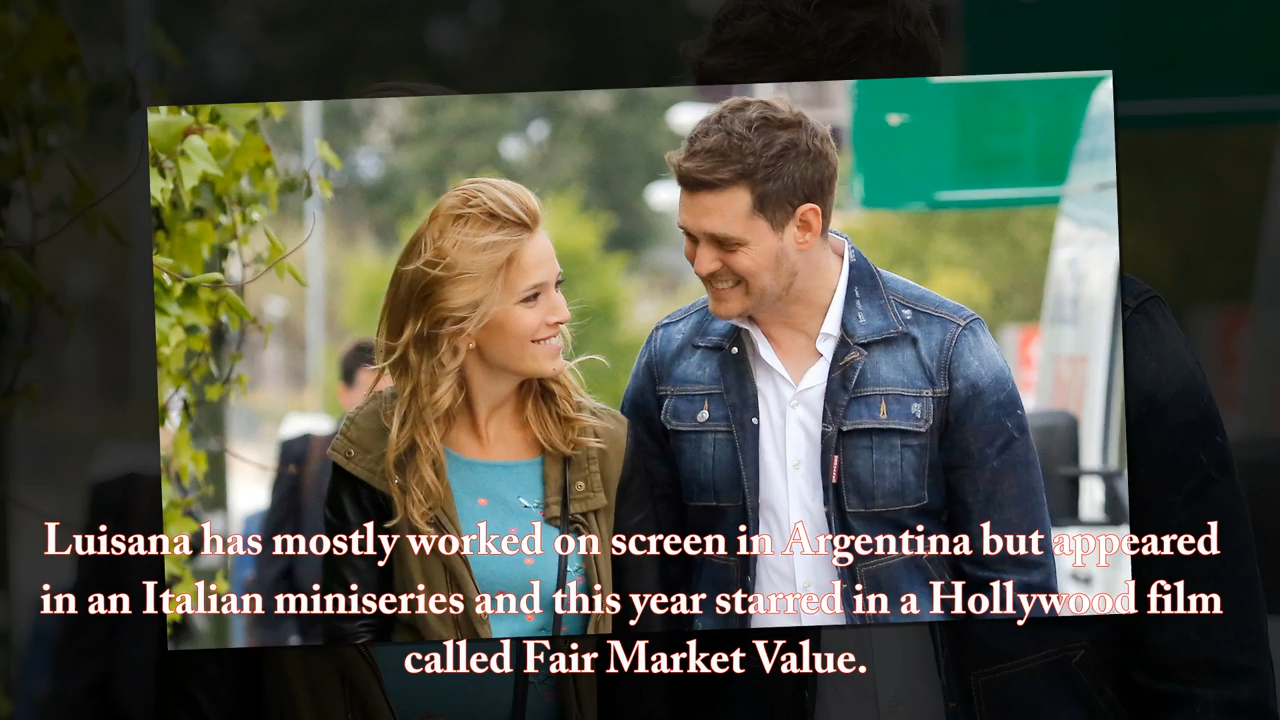 Luisana has mostly worked on screen in Argentina but appeared
in an Italian miniseries and this year starred in a Hollywood film
called Fair Market Value.